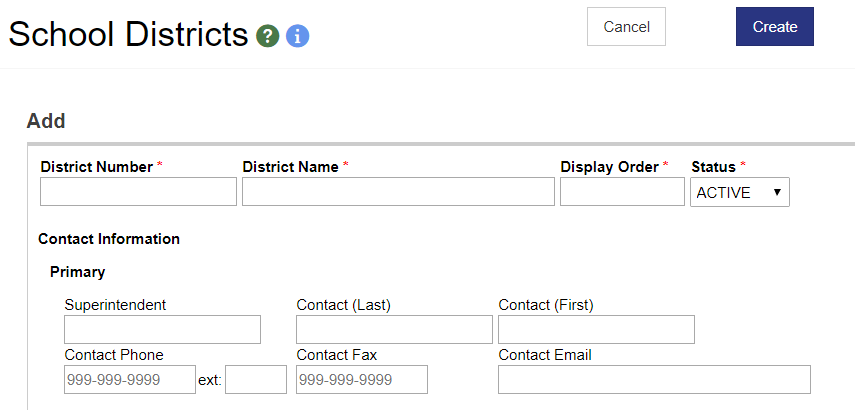 School Districts ? i
Cancel
Create
Add
District Number * District Name * Display Order * Status *
ACTIVE ▼
Contact Information
Primary
Superintendent Contact (Last) Contact (First)
Contact Phone Contact Fax Contact Email
999-999-9999 ext: 999-999-9999